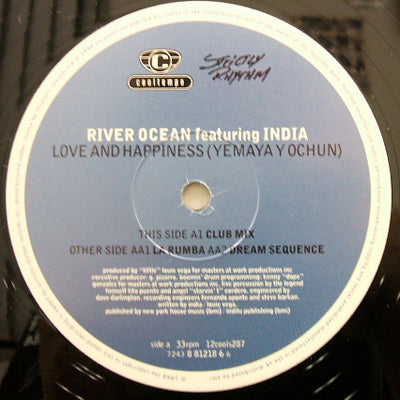 C
cooltempo
STRICTLY
RHYTHM
RIVER OCEAN featuring INDIA
LOVE AND HAPPINESS (YEMAYA Y OCHUN)
THIS SIDE A1 CLUB MIX
OTHER SIDE AA1 LA RUMBA AA2 DREAM SEQUENCE
produced by "little" louie vega for masters at work productions inc
executive producer: g. pizarro. boomin' drum programming: kenny "dope"
gonzalez for masters at work productions inc. live percussion by the legend
himself tito puente and angel "starvin' t" cordero. engineered by
dave darlington. recording engineers fernando aponte and steve barkan.
written by india. louie vega.
published by new york house music (bmi) indilu publishing (bmi)
side a 33rpm 12cools287
7243 8 81218 6 6